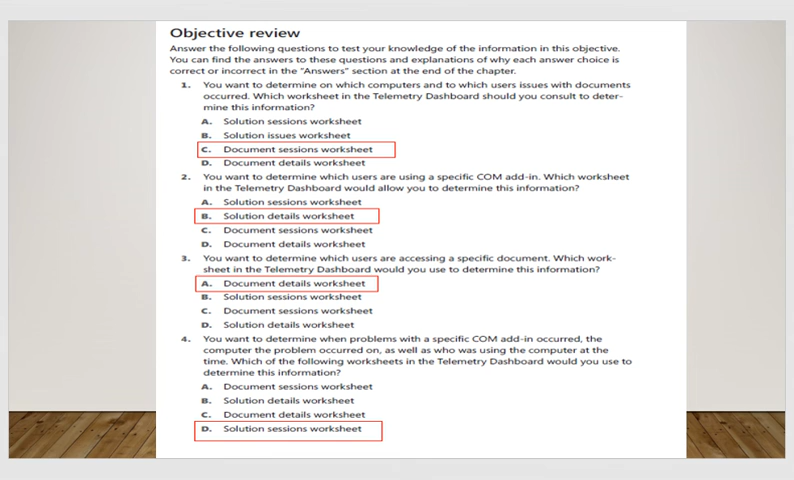 Objective review
Answer the following questions to test your knowledge of the information in this objective.
You can find the answers to these questions and explanations of why each answer choice is
correct or incorrect in the "Answers" section at the end of the chapter.
1. You want to determine on which computers and to which users issues with documents
occurred. Which worksheet in the Telemetry Dashboard should you consult to deter-
mine this information?
A. Solution sessions worksheet
B. Solution issues worksheet
C. Document sessions worksheet
D. Document details worksheet
2. You want to determine which users are using a specific COM add-in. Which worksheet
in the Telemetry Dashboard would allow you to determine this information?
A. Solution sessions worksheet
B. Solution details worksheet
C. Document sessions worksheet
D. Document details worksheet
3. You want to determine which users are accessing a specific document. Which work-
sheet in the Telemetry Dashboard would you use to determine this information?
A. Document details worksheet
B. Solution sessions worksheet
C. Document sessions worksheet
D. Solution details worksheet
4. You want to determine when problems with a specific COM add-in occurred, the
computer the problem occurred on, as well as who was using the computer at the
time. Which of the following worksheets in the Telemetry Dashboard would you use to
determine this information?
A. Document sessions worksheet
B. Solution details worksheet
C. Document details worksheet
D. Solution sessions worksheet